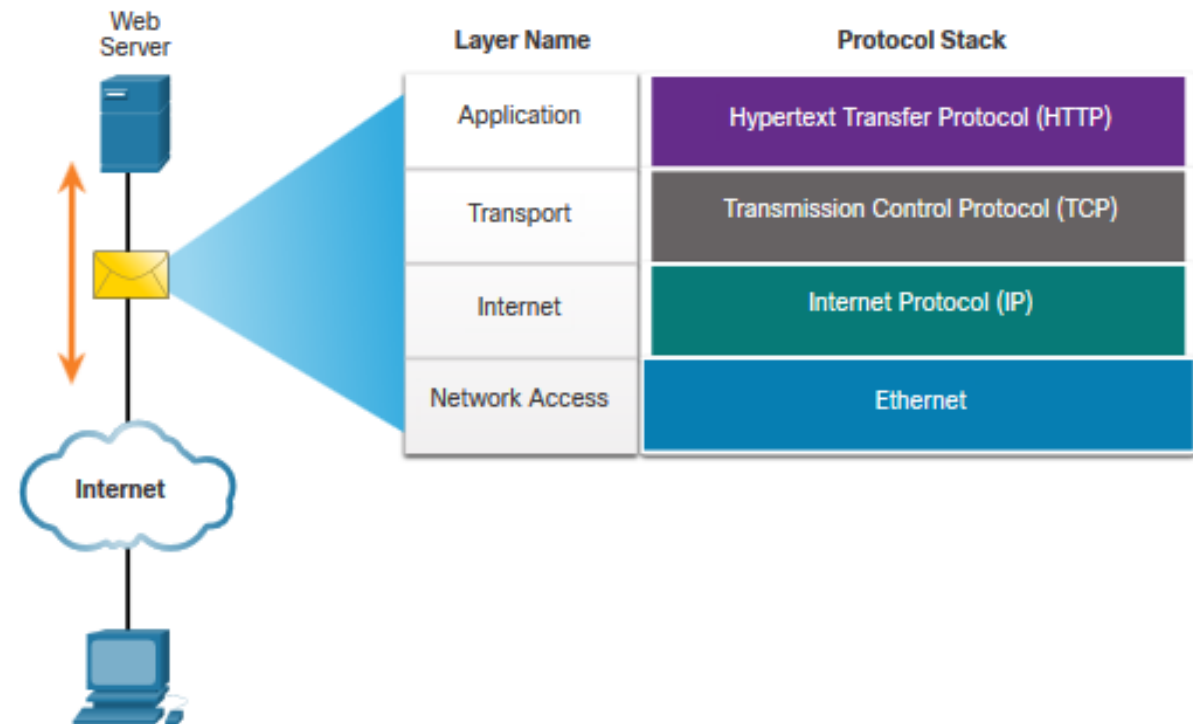 Web
Server
Layer Name
Protocol Stack
Application
Hypertext Transfer Protocol (HTTP)
Transport
Transmission Control Protocol (TCP)
Internet
Internet Protocol (IP)
Network Access
Ethernet
Internet